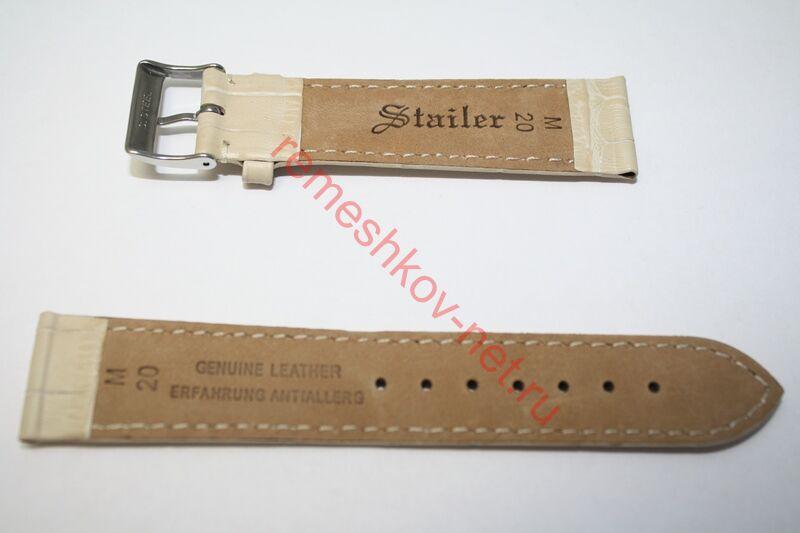 Stailer
20
M
remeshkov-net.ru
M
20
GENUINE LEATHER
ERFAHRUNG ANTIALLERG